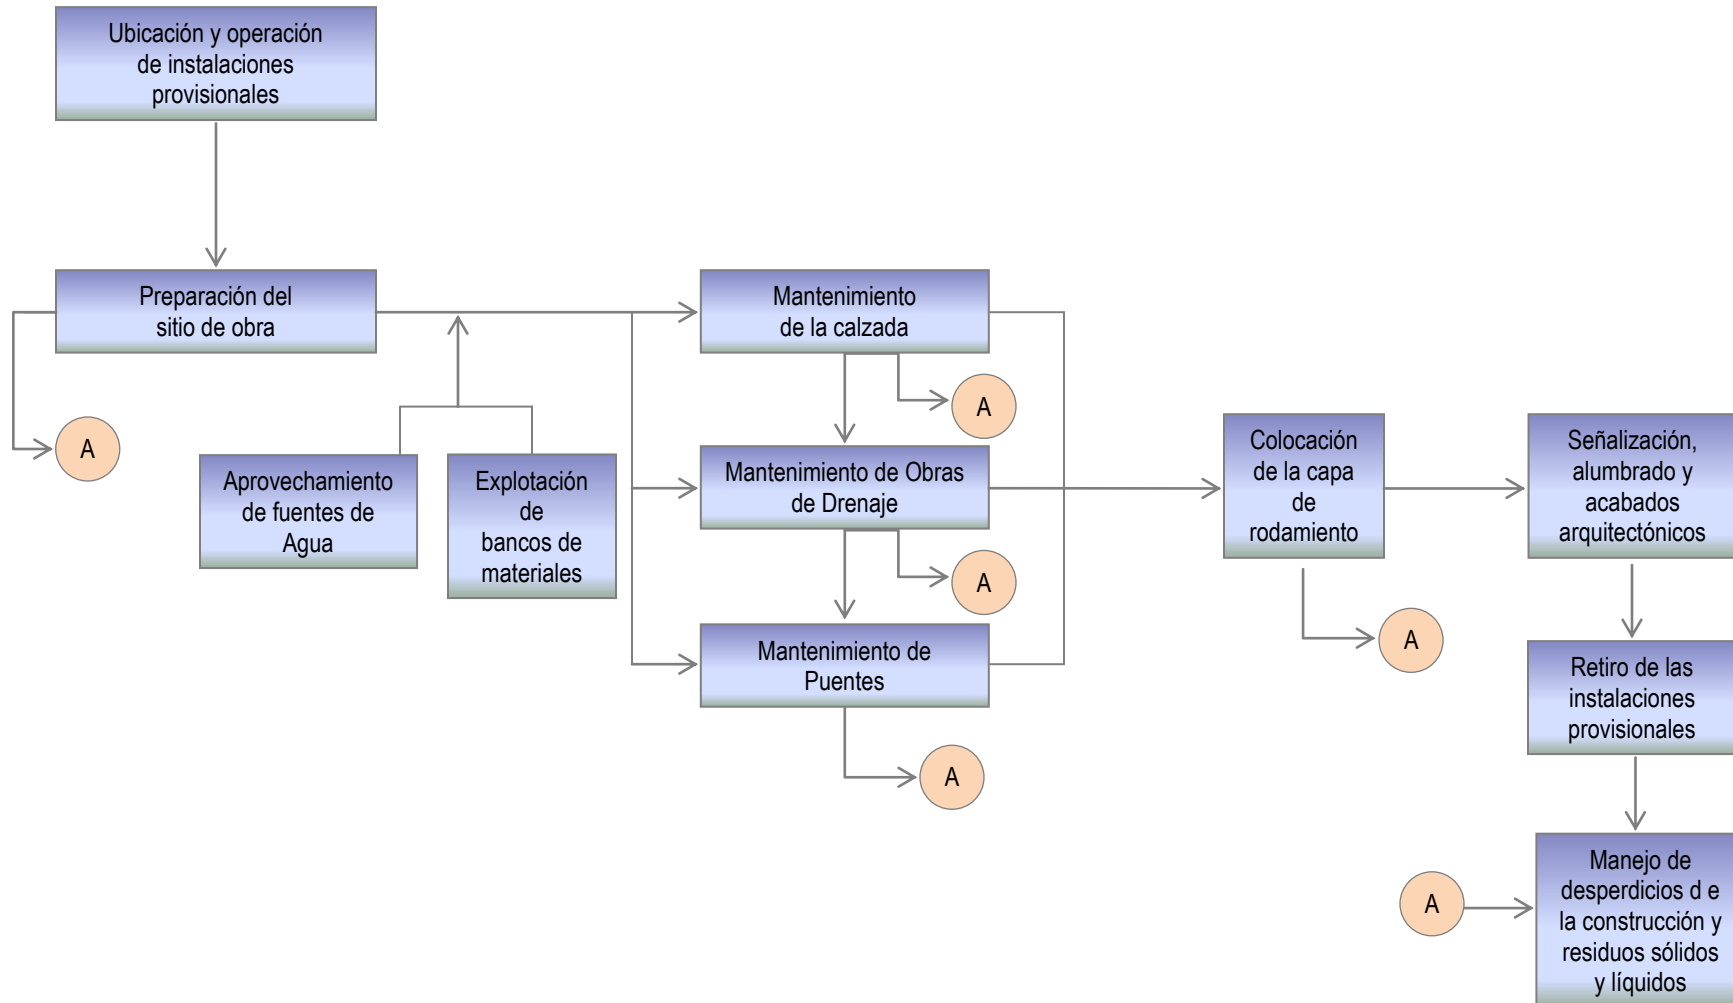 Ubicación y operación
de instalaciones
provisionales
Preparación del
sitio de obra
A
Aprovechamiento
de fuentes de
Agua
Explotación
de
bancos de
materiales
Mantenimiento
de la calzada
A
Mantenimiento de Obras
de Drenaje
A
Mantenimiento de
Puentes
A
Colocación
de la capa
de
rodamiento
A
Señalización,
alumbrado y
acabados
arquitectónicos
Retiro de las
instalaciones
provisionales
A
Manejo de
desperdicios d e
la construcción y
residuos sólidos
y líquidos